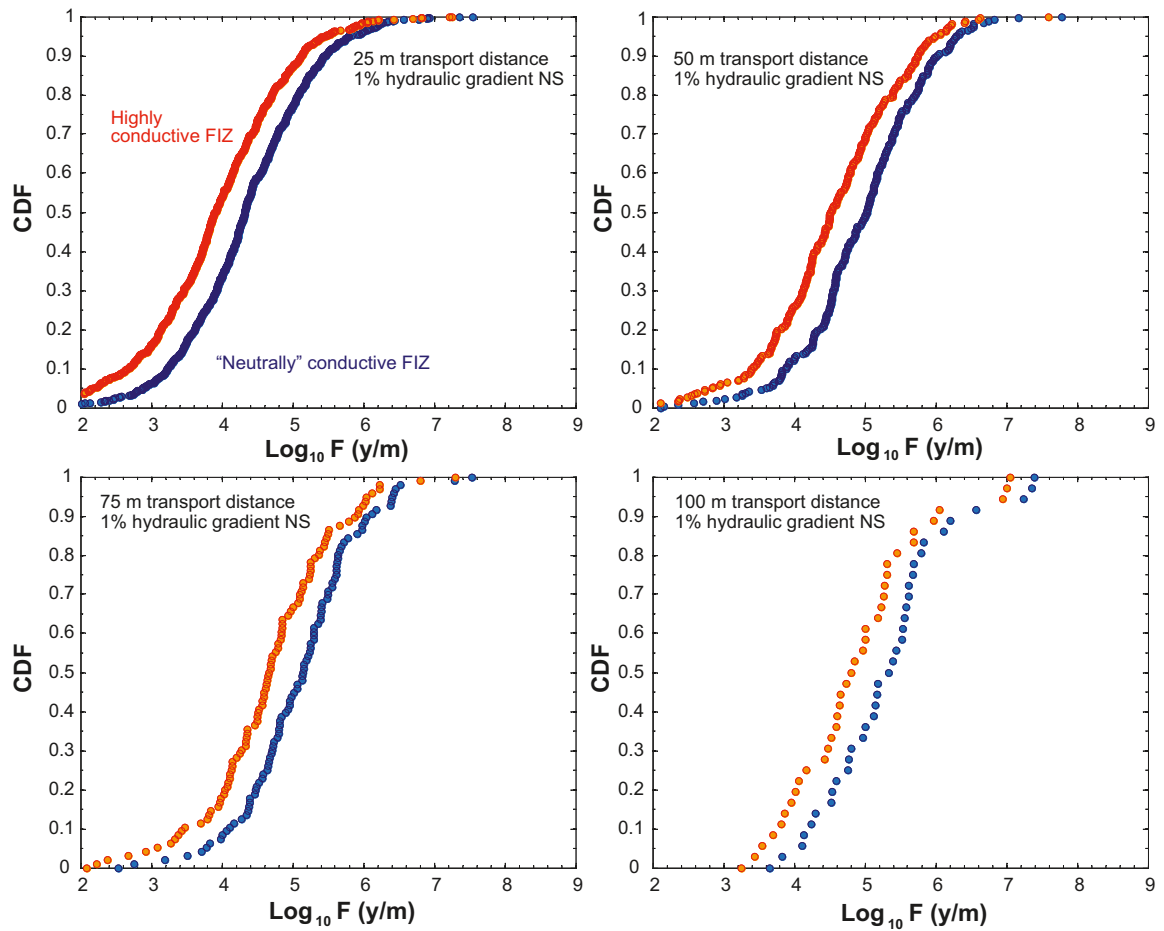 1
0.9
0.8
0.7
0.6
0.5
0.4
0.3
0.2
0.1
0
CDF
25 m transport distance
1% hydraulic gradient NS
Highly
conductive FIZ
“Neutrally” conductive FIZ
2 3 4 5 6 7 8 9
Log10 F (y/m)
1
0.9
0.8
0.7
0.6
0.5
0.4
0.3
0.2
0.1
0
CDF
50 m transport distance
1% hydraulic gradient NS
2 3 4 5 6 7 8 9
Log10 F (y/m)
1
0.9
0.8
0.7
0.6
0.5
0.4
0.3
0.2
0.1
0
CDF
75 m transport distance
1% hydraulic gradient NS
2 3 4 5 6 7 8 9
Log10 F (y/m)
1
0.9
0.8
0.7
0.6
0.5
0.4
0.3
0.2
0.1
0
CDF
100 m transport distance
1% hydraulic gradient NS
2 3 4 5 6 7 8 9
Log10 F (y/m)